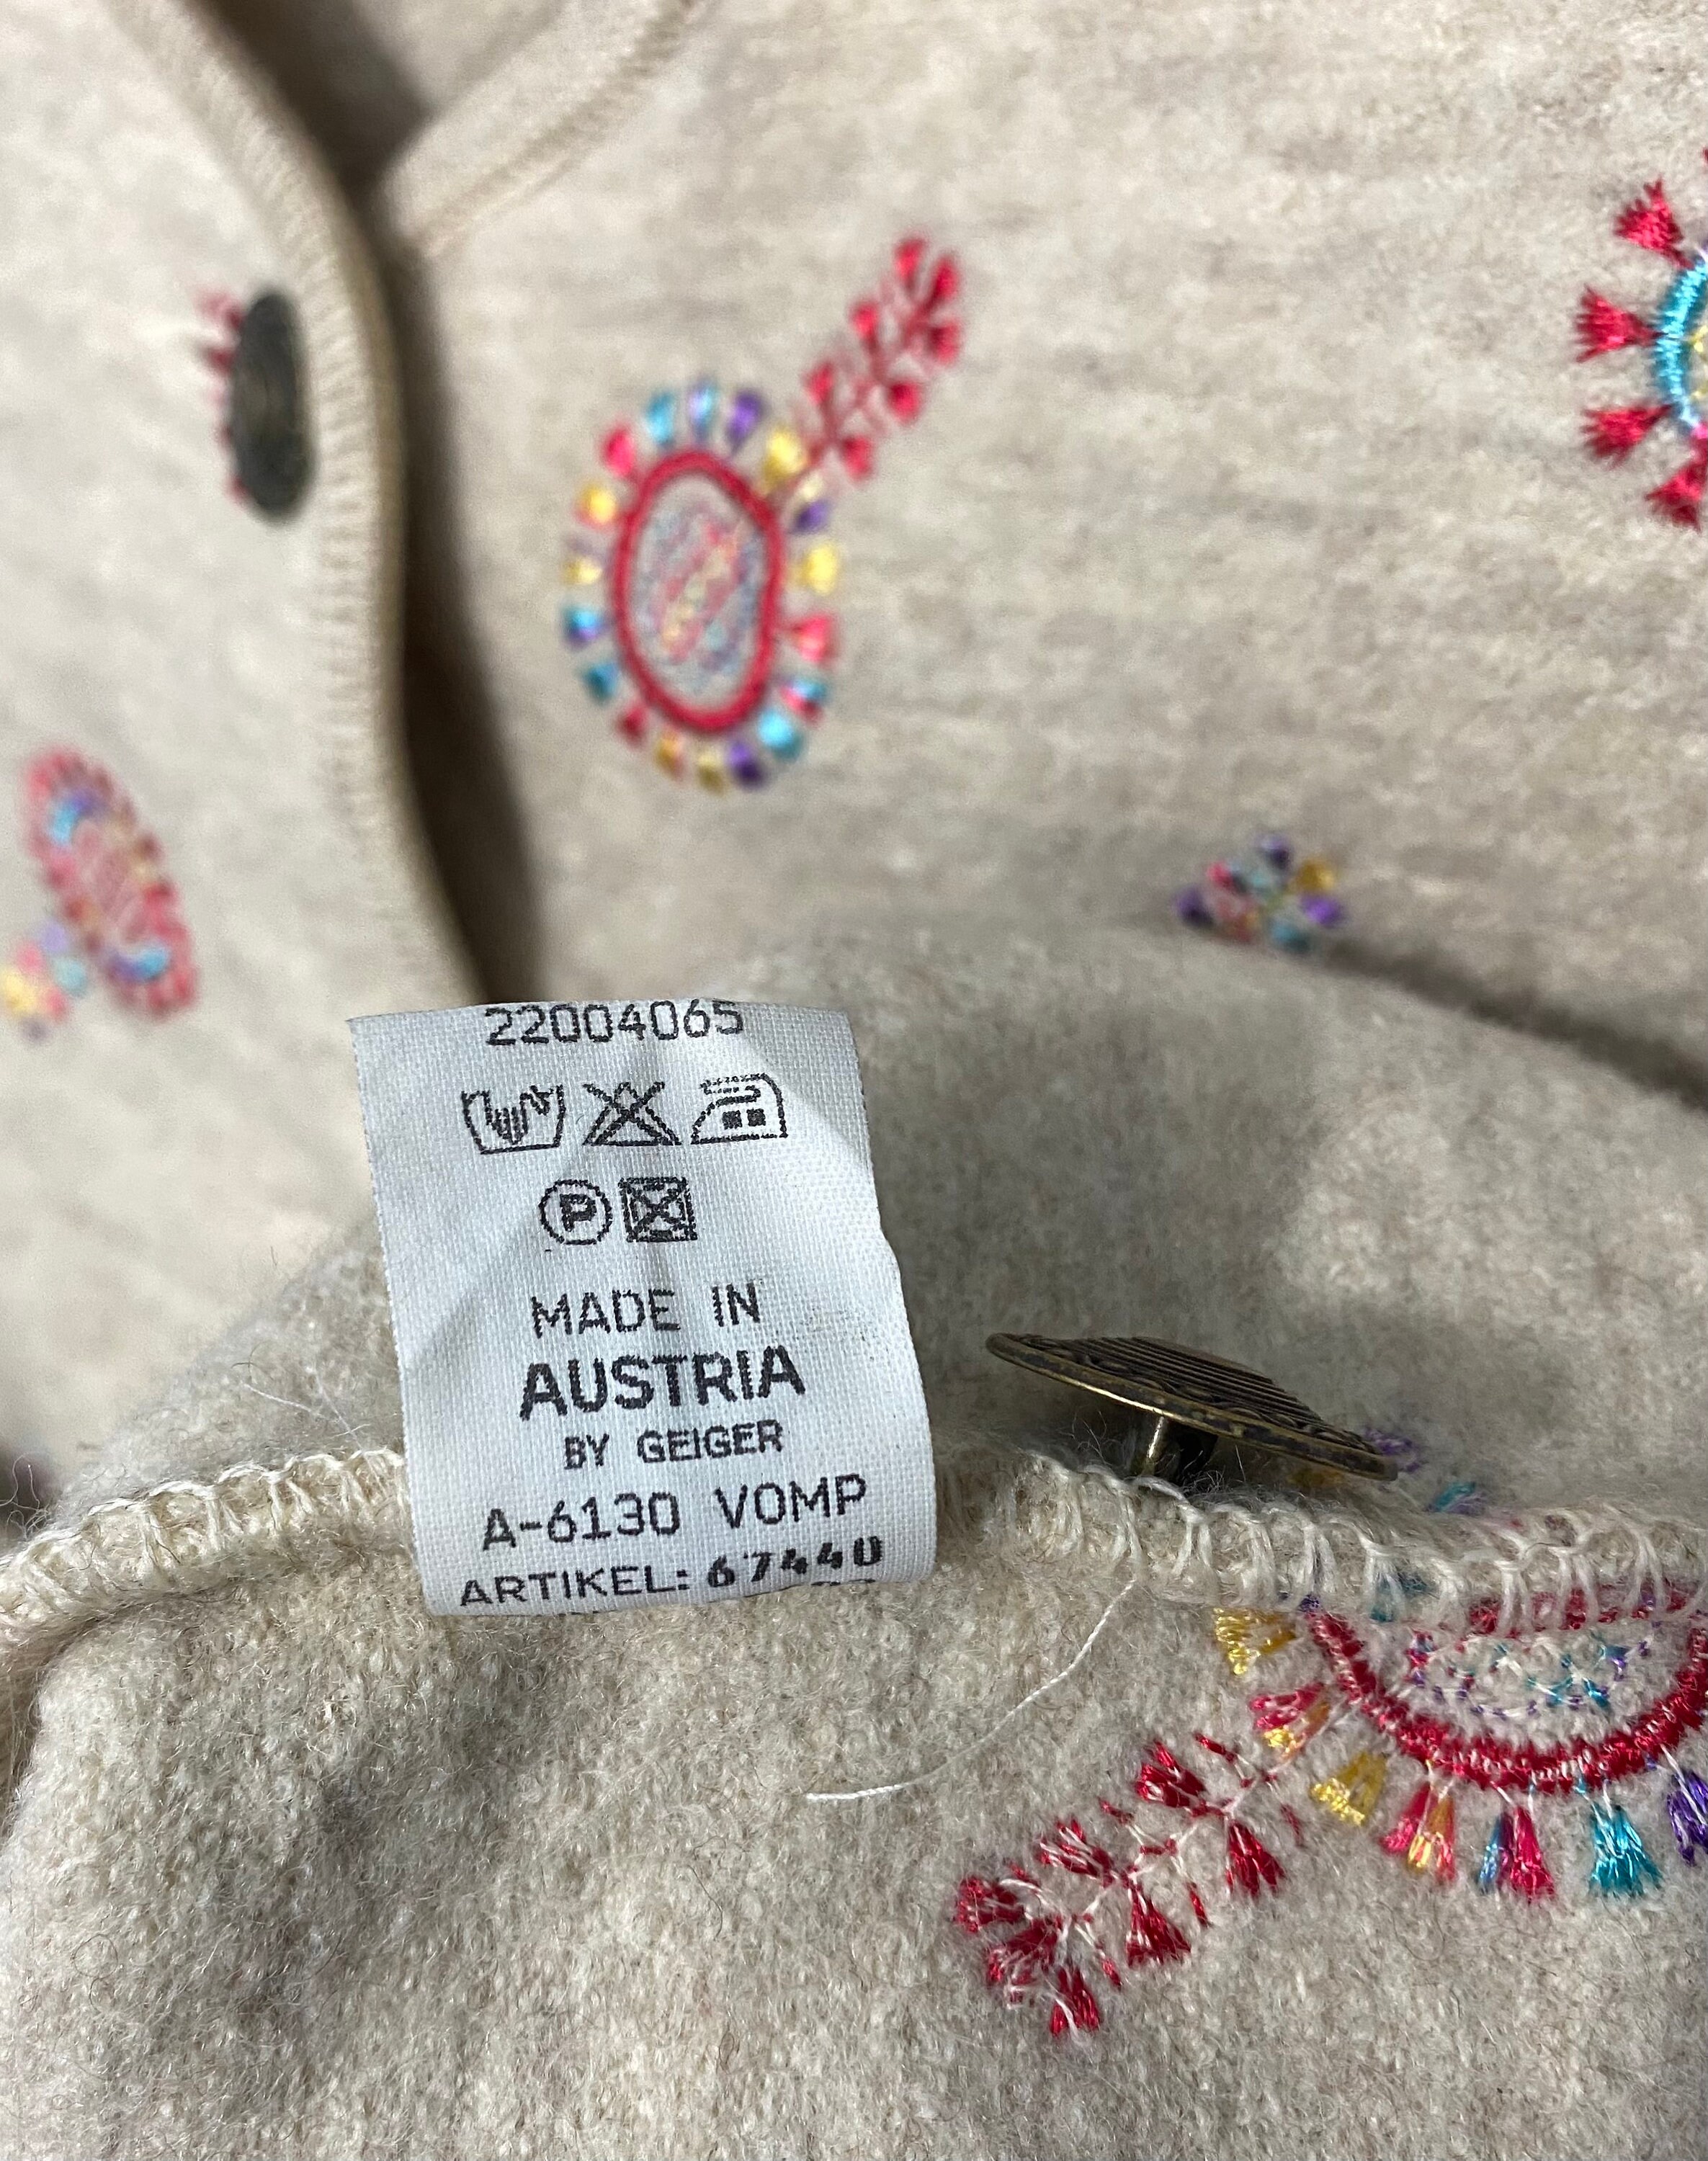 22004065
P
MADE IN
AUSTRIA
BY GEIGER
A-6130 VOMP
ARTIKEL: 67440